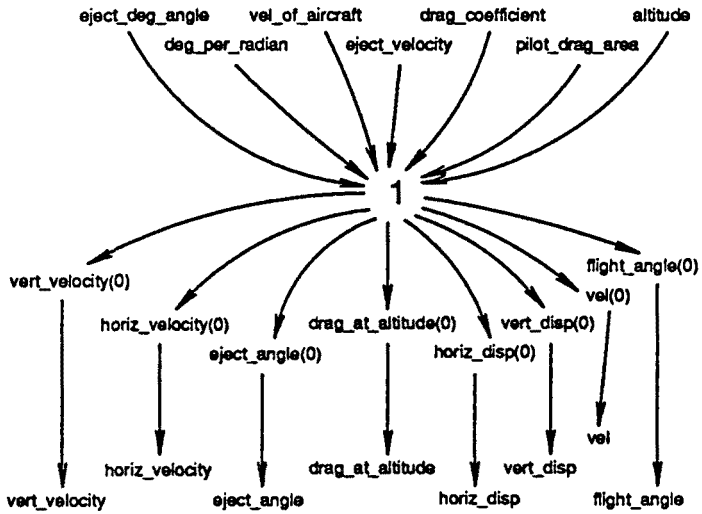 eject_deg_angle vel_of_aircraft drag_coefficient altitude
deg_per_radian eject_velocity pilot_drag_area
1
vert_velocity(0) flight_angle(0)
vel(0)
horiz_velocity(0) drag_at_altitude(0) vert_disp(0)
eject_angle(0) horiz_disp(0)
vel
horiz_velocity drag_at_altitude vert_disp
vert_velocity eject_angle horiz_disp flight_angle